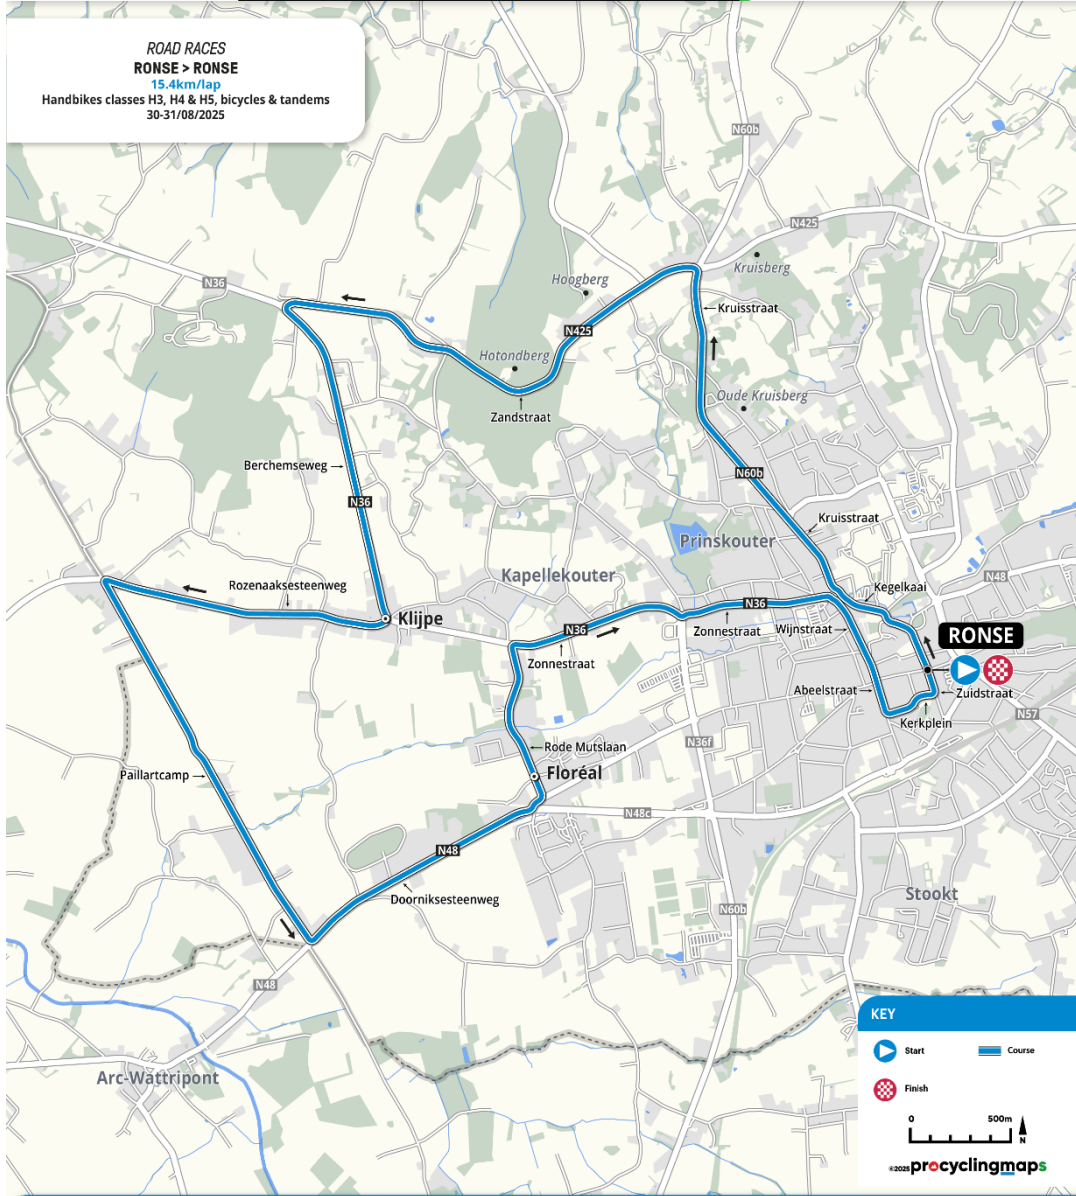 ROAD RACES
RONSE > RONSE
15.4km/lap
Handbikes classes H3, H4 & H5, bicycles & tandems
30-31/08/2025
N60b
N425
Kruisberg
N36
Hoogberg
Kruisstraat
N425
Hotondberg
Oude Kruisberg
Zandstraat
Berchemseweg
N60b
N36
Kruisstraat
Prinskouter
Kapellekouter
N48
Rozenaaksesteenweg
Kegelkaai
N36
Klijpe
N36
Zonnestraat
Wijnstraat
RONSE
Zonnestraat
Abeelstraat
Zuidstraat
Kerkplein
N57
N36f
Rode Mutslaan
Floréal
Paillartcamp
N48c
N48
Doorniksesteenweg
Stookt
N60b
N48
Arc-Wattripont
KEY
Start
Course
Finish
0 500m
N
©2025 procyclingmaps